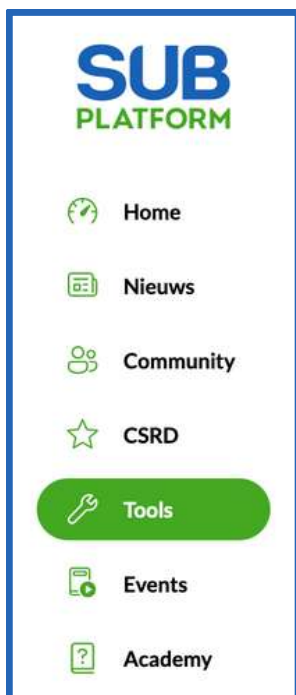 SUB
PLATFORM
Home
Nieuws
Community
CSRD
Tools
Events
Academy